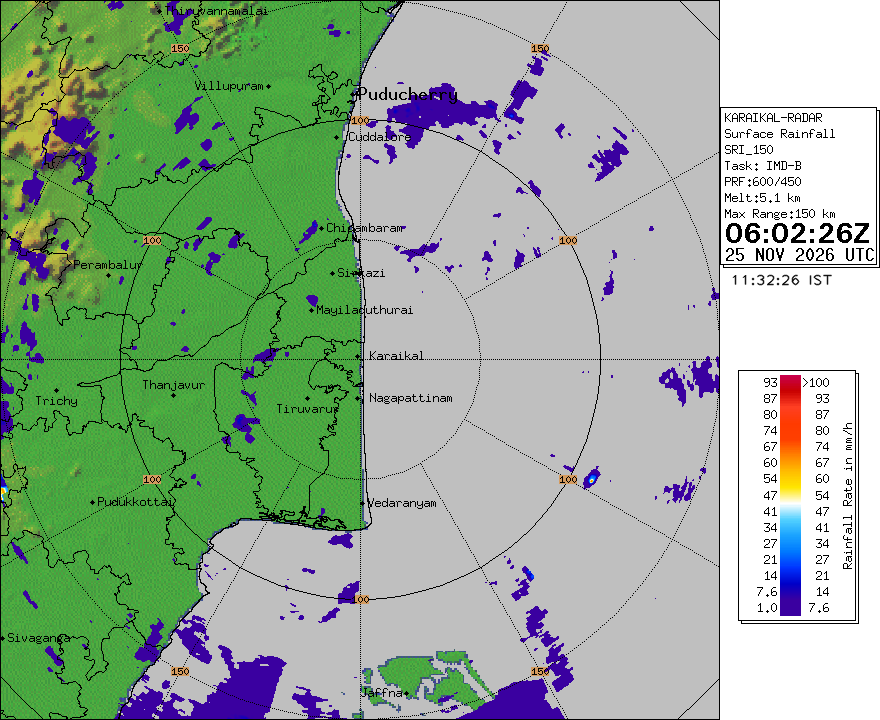 Thiruvannamalai
150
150
Villupuram
Puducherry
100
Cuddalore
Chidambaram
100
100
Perambalur
Sirkazi
Mayiladuthurai
Karaikal
Thanjavur
Trichy
Nagapattinam
Tiruvarur
100
100
Pudukkottai
Vedaranyam
100
Sivaganga
150
150
Jaffna
KARAIKAL-RADAR
Surface Rainfall
SRI_150
Task: IMD-B
PRF:600/450
Melt:5.1 km
Max Range:150 km
06:02:26Z
25 NOV 2026 UTC
11:32:26 IST
93 >100
87 93
80 87
74 80
67 74
60 67
54 60
47 54
41 47
34 41
27 34
21 27
14 21
7.6 14
1.0 7.6
Rainfall Rate in mm/h